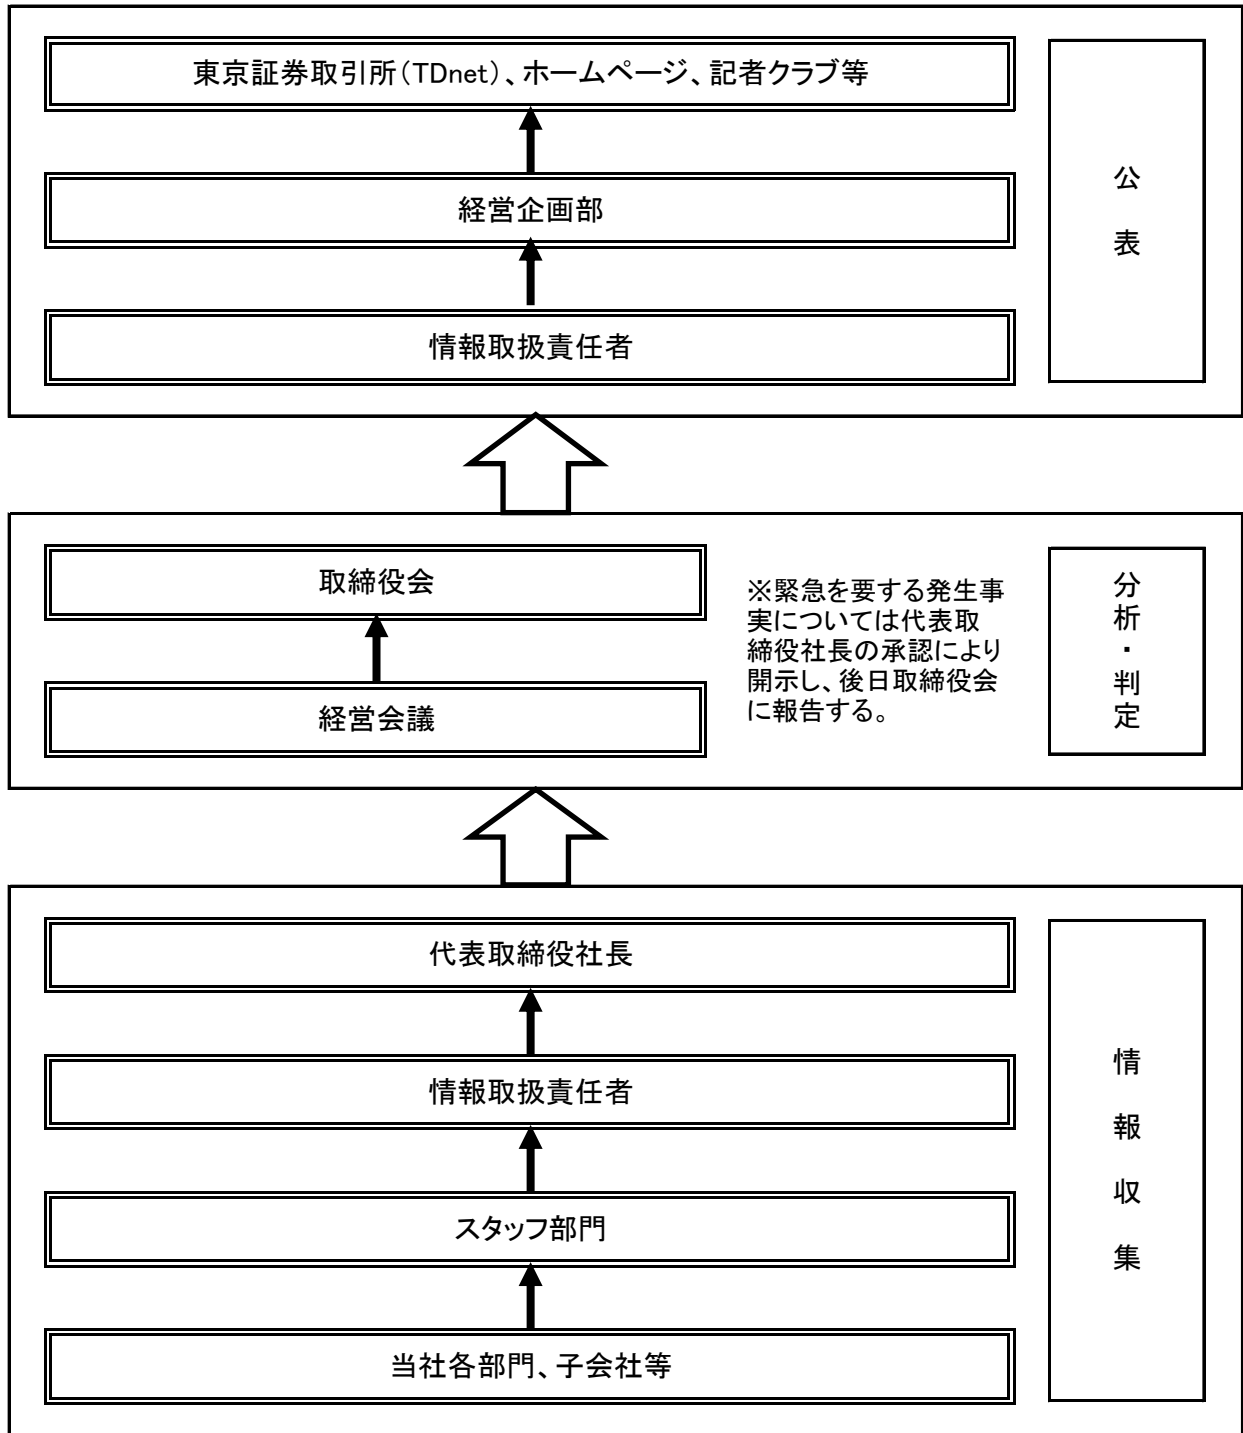 東京証券取引所（TDnet）、ホームページ、記者クラブ等
経営企画部
情報取扱責任者
公
表
取締役会
経営会議
※緊急を要する発生事
実については代表取
締役社長の承認により
開示し、後日取締役会
に報告する。
分
析
・
判
定
代表取締役社長
情報取扱責任者
スタッフ部門
当社各部門、子会社等
情
報
収
集